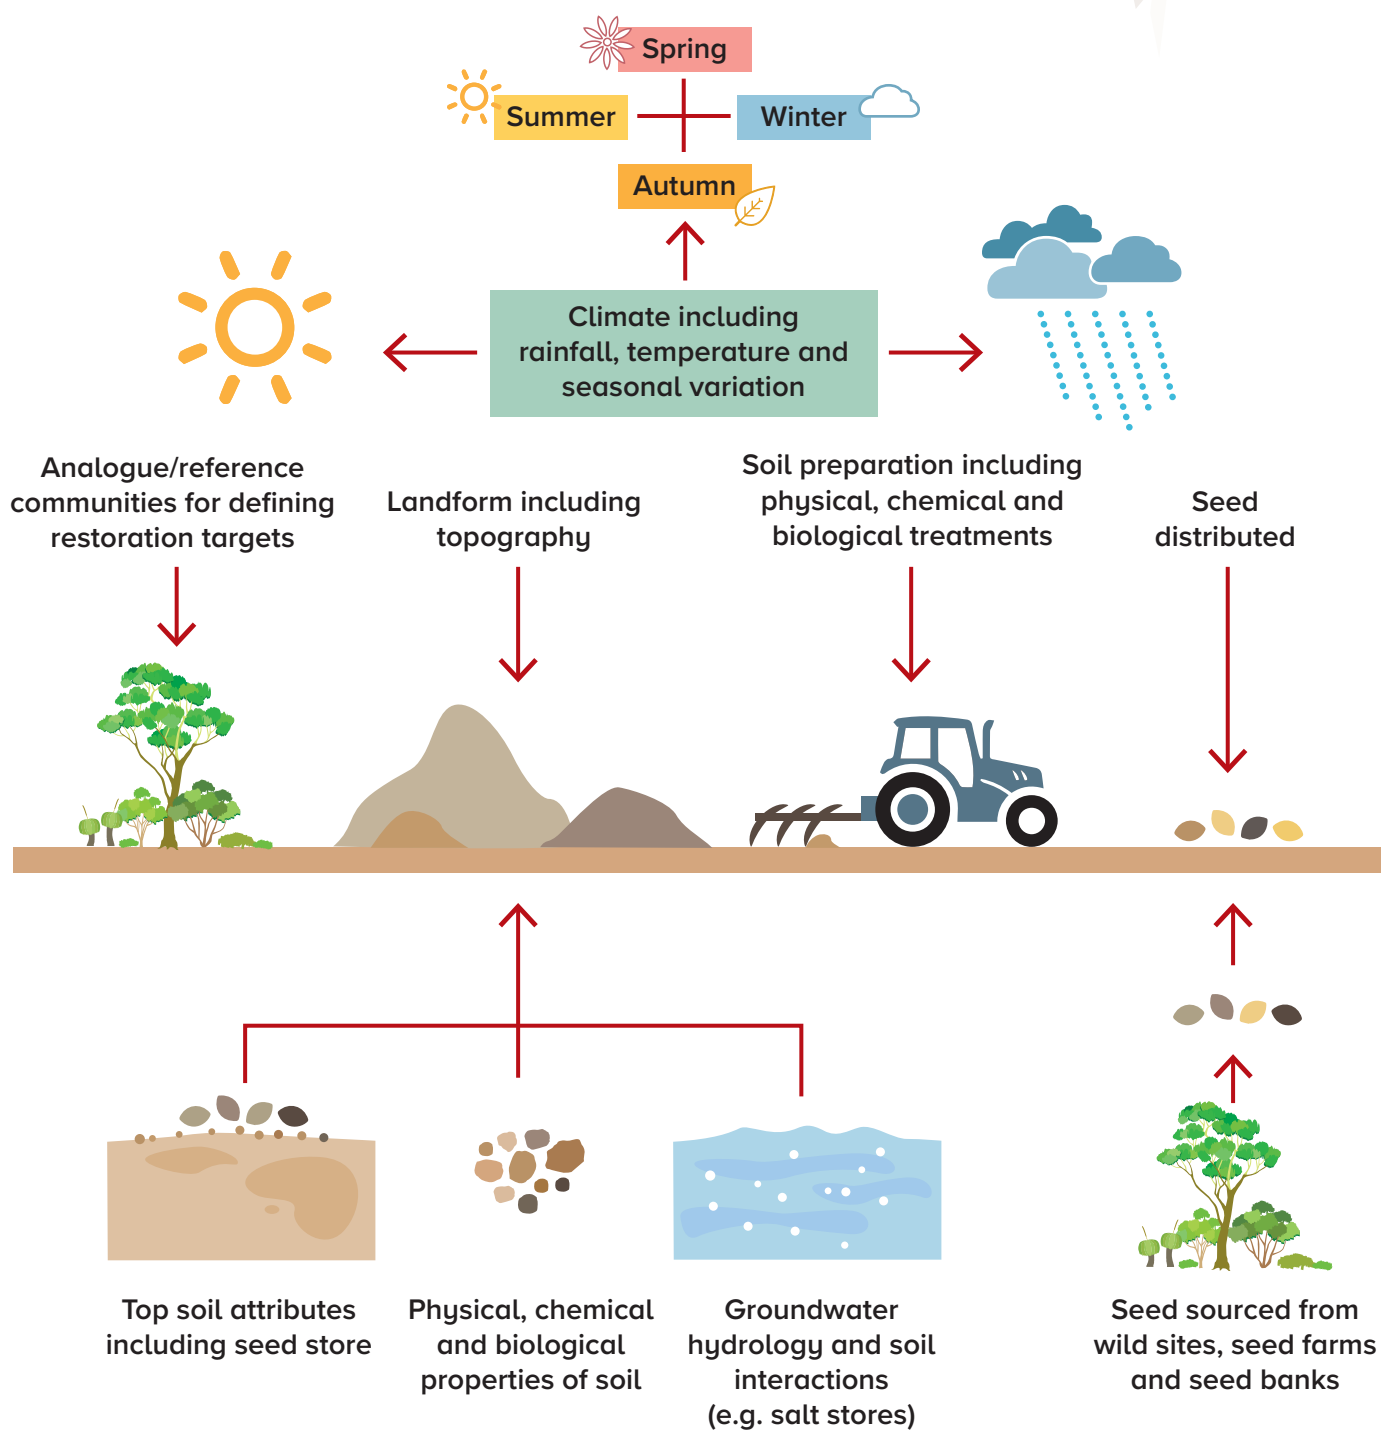 Spring
Summer
Winter
Autumn
Climate including
rainfall, temperature and
seasonal variation
Analogue/reference
communities for defining
restoration targets
Landform including
topography
Soil preparation including
physical, chemical and
biological treatments
Seed
distributed
Top soil attributes
including seed store
Physical, chemical
and biological
properties of soil
Groundwater
hydrology and soil
interactions
(e.g. salt stores)
Seed sourced from
wild sites, seed farms
and seed banks